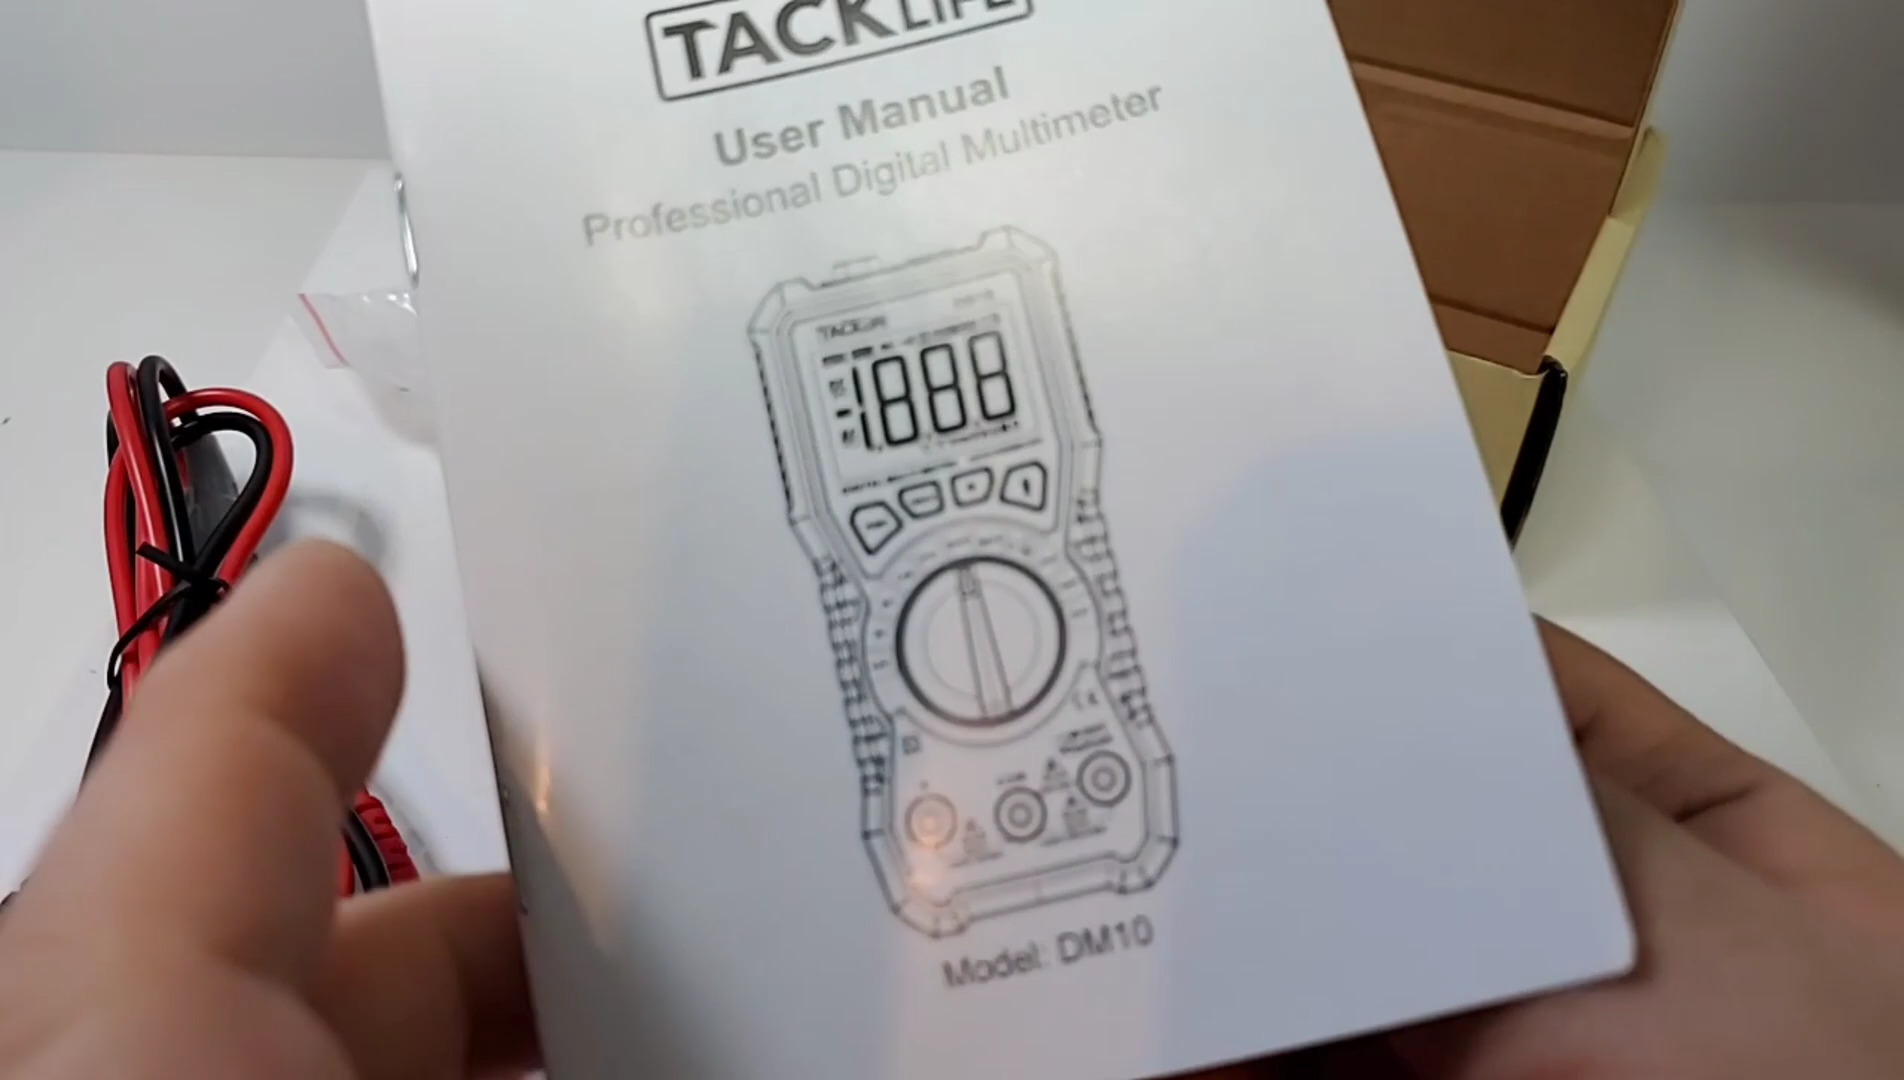 TACKLIFE
User Manual
Professional Digital Multimeter
TACKLIFE
1888
Model: DM10